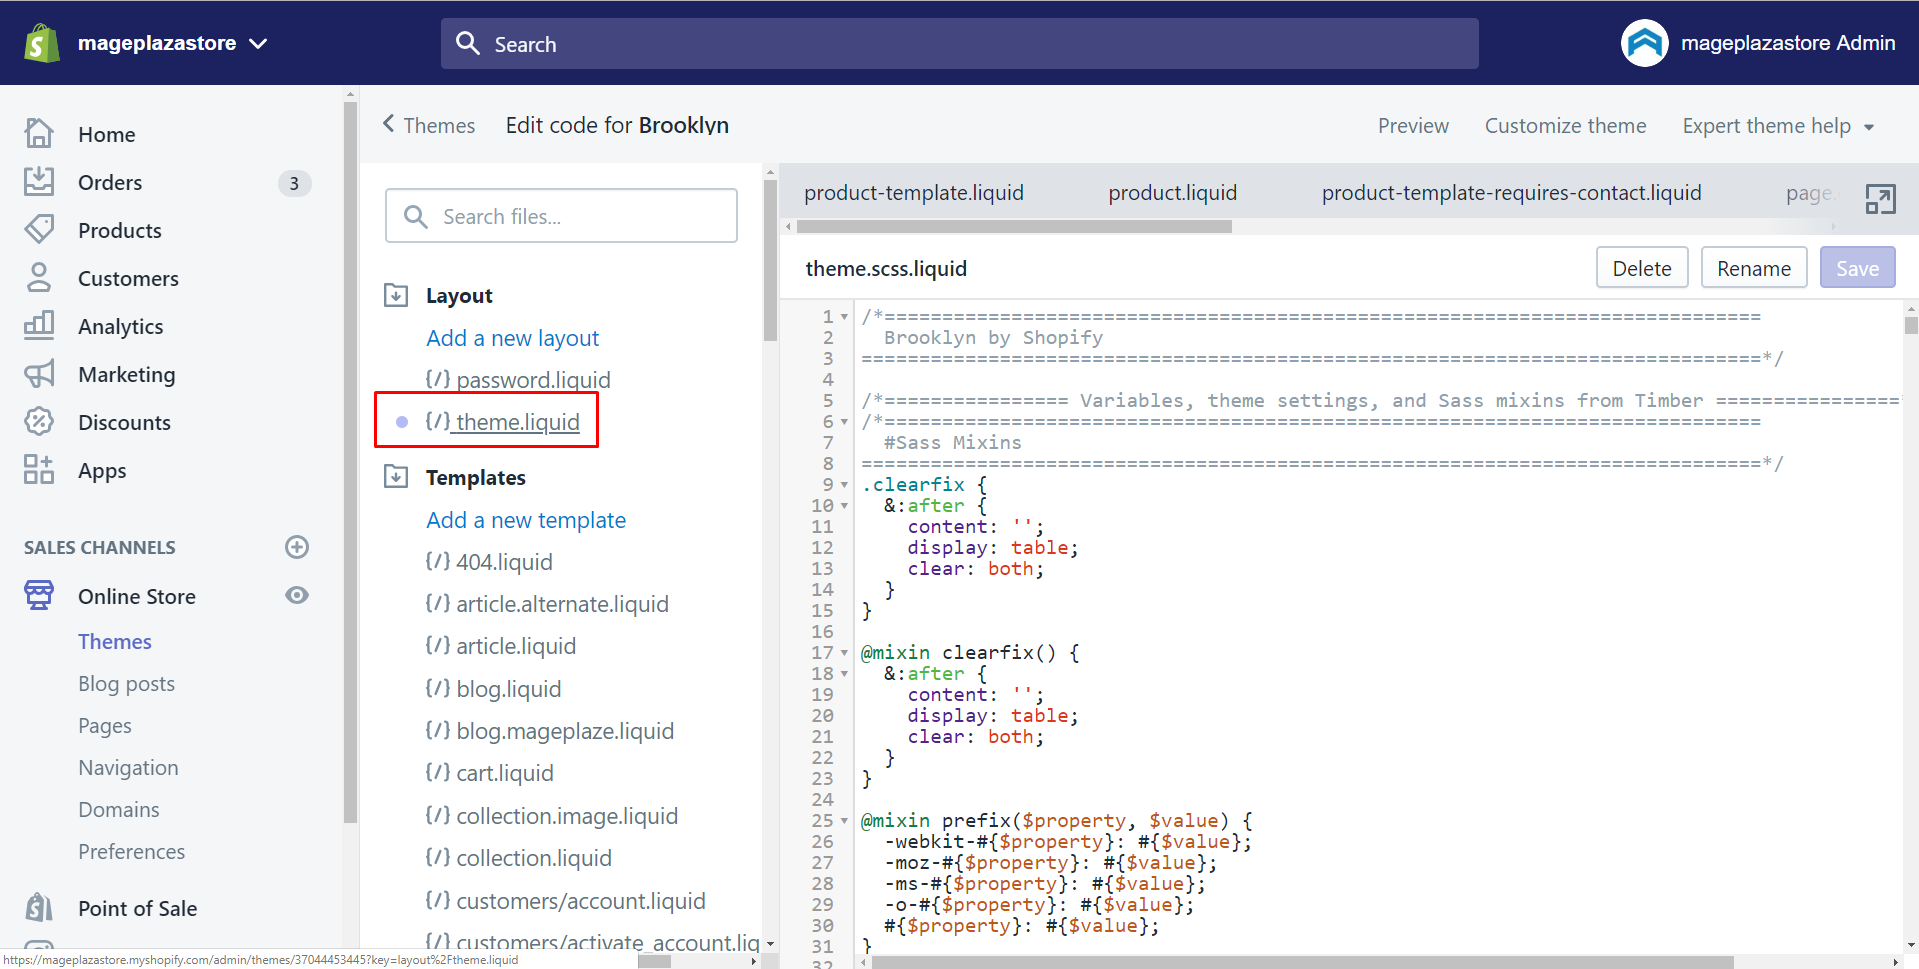 mageplazastore
Search
mageplazastore Admin
Home
Orders
3
Products
Customers
Analytics
Marketing
Discounts
Apps
SALES CHANNELS
Online Store
Themes
Blog posts
Pages
Navigation
Domains
Preferences
Point of Sale
Themes
Edit code for Brooklyn
Preview
Customize theme
Expert theme help
Search files...
Layout
Add a new layout
{/} password.liquid
{/} theme.liquid
Templates
Add a new template
{/} 404.liquid
{/} article.alternate.liquid
{/} article.liquid
{/} blog.liquid
{/} blog.mageplaze.liquid
{/} cart.liquid
{/} collection.image.liquid
{/} collection.liquid
{/} customers/account.liquid
{/} customers/activate_account.liq
product-template.liquid
product.liquid
product-template-requires-contact.liquid
page.
theme.scss.liquid
Delete
Rename
Save
1 /*==============================================================================
2   Brooklyn by Shopify
3 ==============================================================================*/
4
5 /*================ Variables, theme settings, and Sass mixins from Timber ================
6 /*==============================================================================
7   #Sass Mixins
8 ==============================================================================*/
9 .clearfix {
10   &:after {
11     content: '';
12     display: table;
13     clear: both;
14   }
15 }
16
17 @mixin clearfix() {
18   &:after {
19     content: '';
20     display: table;
21     clear: both;
22   }
23 }
24
25 @mixin prefix($property, $value) {
26   -webkit-#{$property}: #{$value};
27   -moz-#{$property}: #{$value};
28   -ms-#{$property}: #{$value};
29   -o-#{$property}: #{$value};
30   #{$property}: #{$value};
31 }
32
https://mageplazastore.myshopify.com/admin/themes/37044453445?key=layout%2Ftheme.liquid